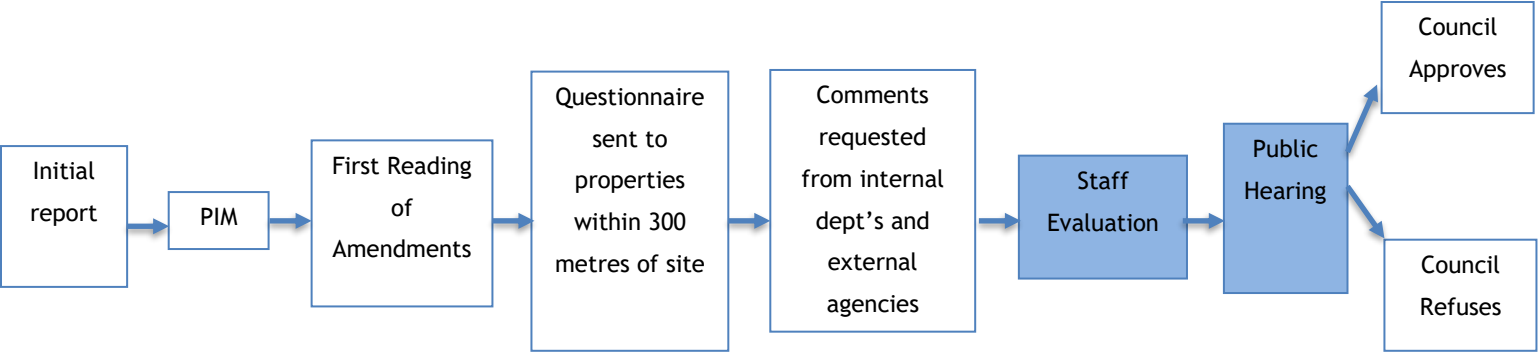 Initial
report
PIM
First Reading
of
Amendments
Questionnaire
sent to
properties
within 300
metres of site
Comments
requested
from internal
dept’s and
external
agencies
Staff
Evaluation
Public
Hearing
Council
Approves
Council
Refuses